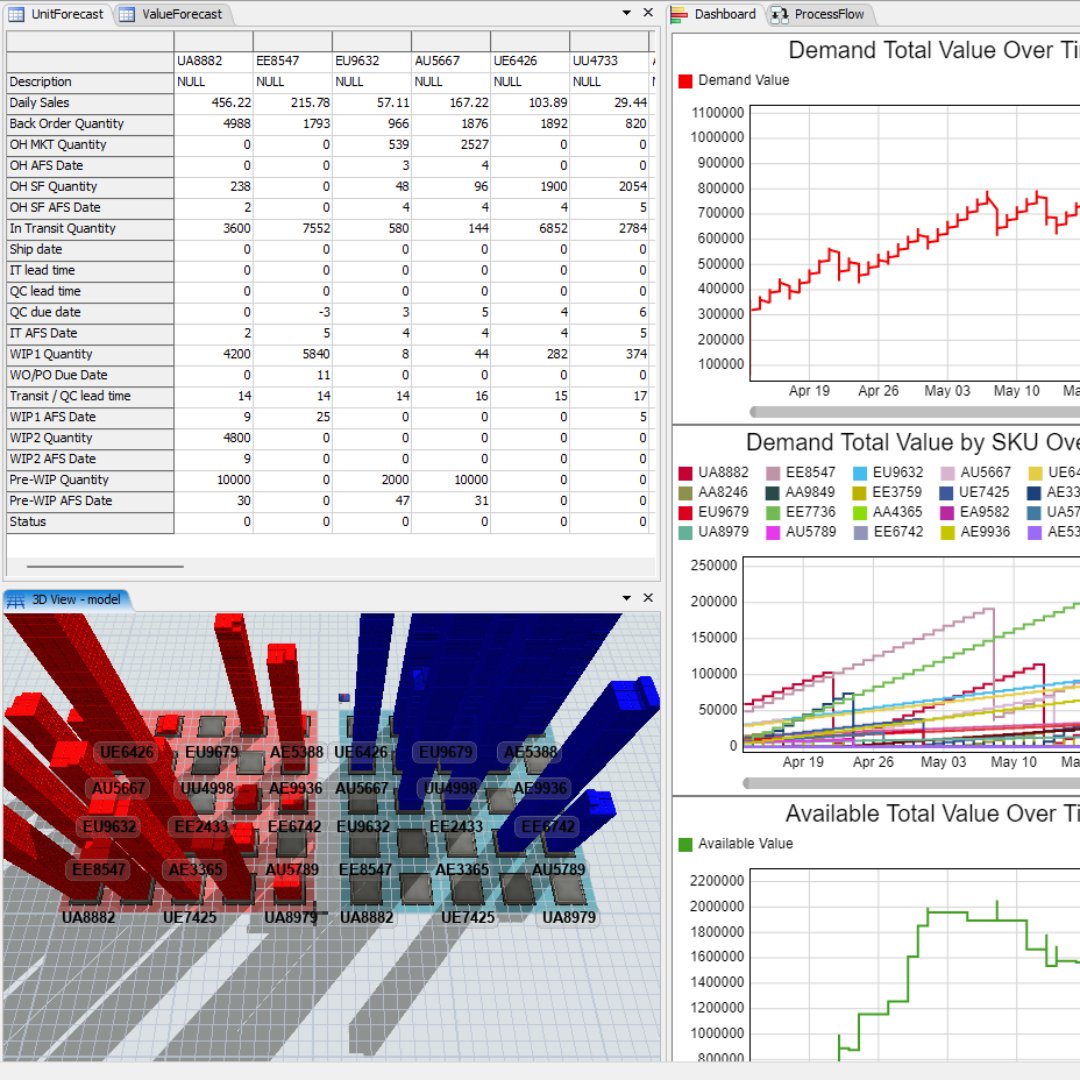 UnitForecast ValueForecast
UA8882 EE8547 EU9632 AU5667 UE6426 UU4733
Description NULL NULL NULL NULL NULL NULL
Daily Sales 456.22 215.78 57.11 167.22 103.89 29.44
Back Order Quantity 4988 1793 966 1876 1892 820
OH MKT Quantity 0 0 539 2527 0 0
OH AFS Date 0 0 3 4 0 0
OH SF Quantity 238 0 48 96 1900 2054
OH SF AFS Date 2 0 4 4 4 5
In Transit Quantity 3600 7552 580 144 6852 2784
Ship date 0 0 0 0 0 0
IT lead time 0 0 0 0 0 0
QC lead time 0 0 0 0 0 0
QC due date 0 -3 3 5 4 6
IT AFS Date 2 5 4 4 4 5
WIP1 Quantity 4200 5840 8 44 282 374
WO/PO Due Date 0 11 0 0 0 0
Transit / QC lead time 14 14 14 16 15 17
WIP1 AFS Date 9 25 0 0 0 5
WIP2 Quantity 4800 0 0 0 0 0
WIP2 AFS Date 9 0 0 0 0 0
Pre-WIP Quantity 10000 0 2000 10000 0 0
Pre-WIP AFS Date 30 0 47 31 0 0
Status 0 0 0 0 0 0
3D View - model
UE6426 EU9679 AE5388 UE6426 EU9679 AE5388
AU5667 UU4998 AE9936 AU5667 UU4998 AE9936
EU9632 EE2433 EE6742 EU9632 EE2433 EE6742
EE8547 AE3365 AU5789 EE8547 AE3365 AU5789
UA8882 UE7425 UA8979 UA8882 UE7425 UA8979
Dashboard ProcessFlow
Demand Total Value Over Ti
Demand Value
1100000
1000000
900000
800000
700000
600000
500000
400000
300000
200000
100000
Apr 19 Apr 26 May 03 May 10 Ma
Demand Total Value by SKU Ove
UA8882 EE8547 EU9632 AU5667 UE64
AA8246 AA9849 EE3759 UE7425 AE33
EU9679 EE7736 AA4365 EA9582 UA57
UA8979 AU5789 EE6742 AE9936 AE53
250000
200000
150000
100000
50000
0
Apr 19 Apr 26 May 03 May 10 Ma
Available Total Value Over Ti
Available Value
2200000
2000000
1800000
1600000
1400000
1200000
1000000
800000